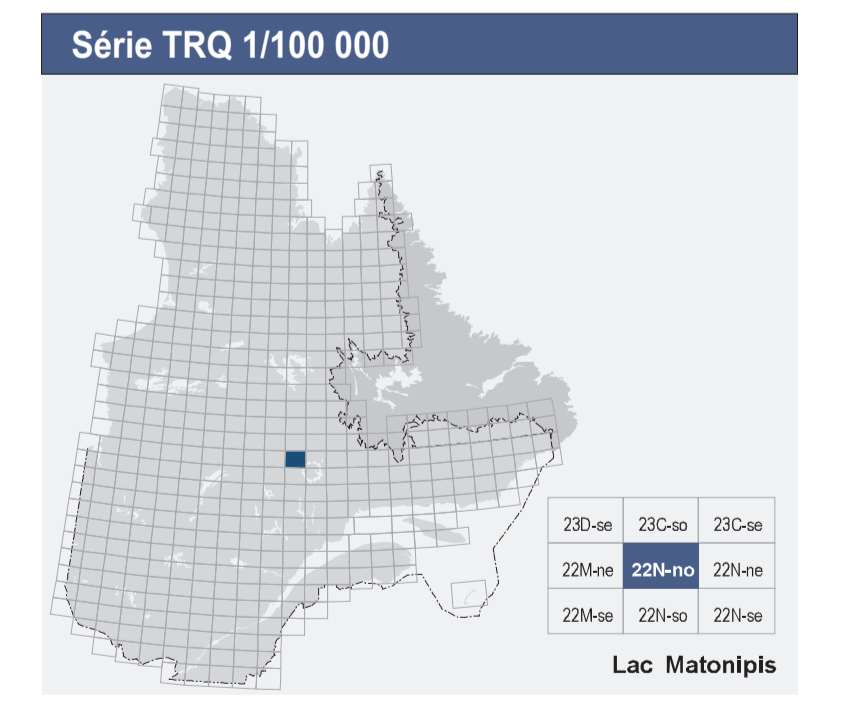 Série TRQ 1/100 000
23D-se 23C-so 23C-se
22M-ne 22N-no 22N-ne
22M-se 22N-so 22N-se
Lac Matonipis